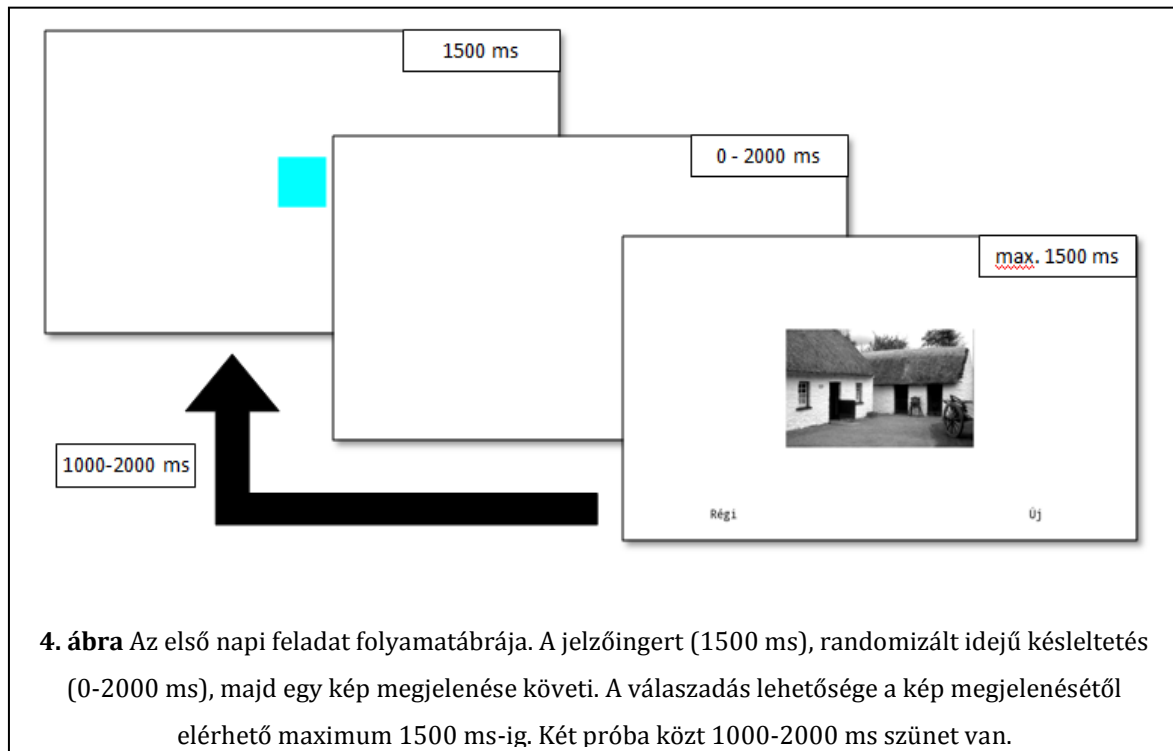 1500 ms
0 - 2000 ms
max. 1500 ms
1000-2000 ms
Régi
Új
4. ábra Az első napi feladat folyamatábrája. A jelzőingert (1500 ms), randomizált idejű késleltetés
(0-2000 ms), majd egy kép megjelenése követi. A válaszadás lehetősége a kép megjelenésétől
elérhető maximum 1500 ms-ig. Két próba közt 1000-2000 ms szünet van.